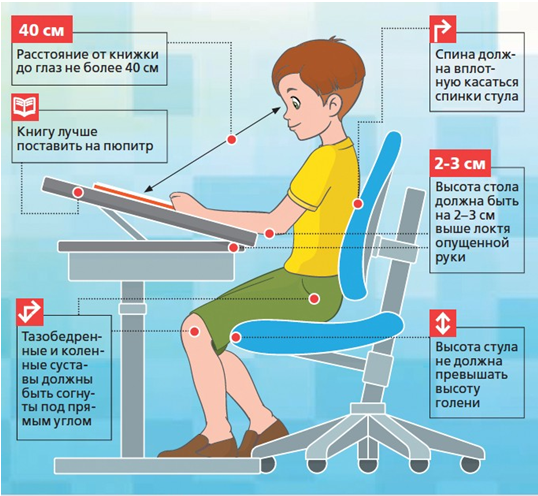 40 см
Расстояние от книжки
до глаз не более 40 см
Книгу лучше
поставить на пюпитр
Тазобедрен-
ные и колен-
ные суста-
вы должны
быть согну-
ты под пря-
мым углом
Спина долж-
на вплот-
ную касаться
спинки стула
2-3 см
Высота стола
должна быть
на 2–3 см
выше локтя
опущенной
руки
Высота стула
не должна
превышать
высоту
голени